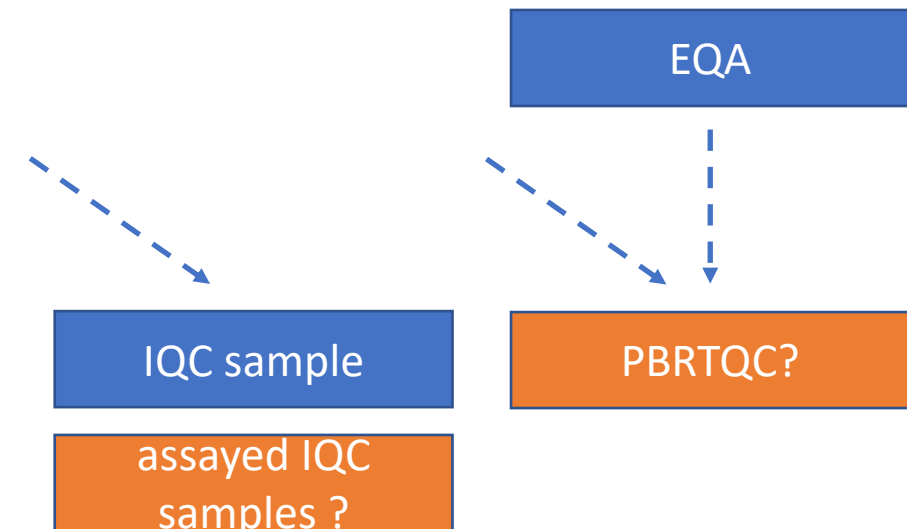 EQA
IQC sample
PBRTQC?
assayed IQC
samples ?